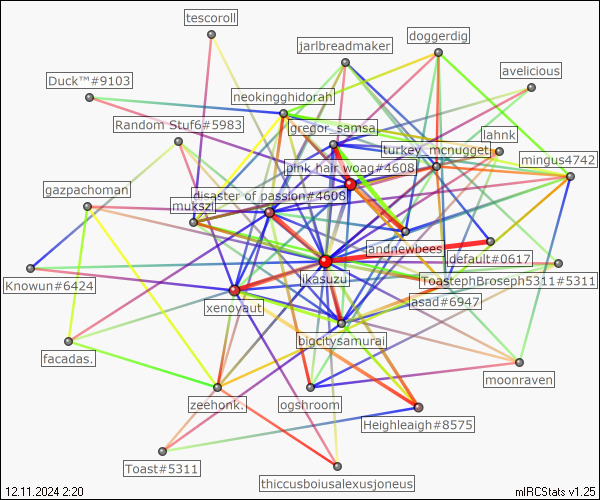 tescoroll
doggerdig
jarlbreadmaker
avelicious
Duck™#9103
neokingghidorah
Random Stuf6#5983
gregor_samsa
lahnk
turkey_mcnugget
mingus4742
pink hair woag#4608
gazpachoman
disaster of passion#4608
mukszi
landnewbees
default#0617
ikasuzu
ToastephBroseph5311#5311
Knowun#6424
xenoyaut
asad#6947
bigcitysamurai
facadas.
moonraven
zeehonk.
ogshroom
Heighleaigh#8575
Toast#5311
thiccusboiusalexusjoneus
12.11.2024 2:20
mIRCStats v1.25